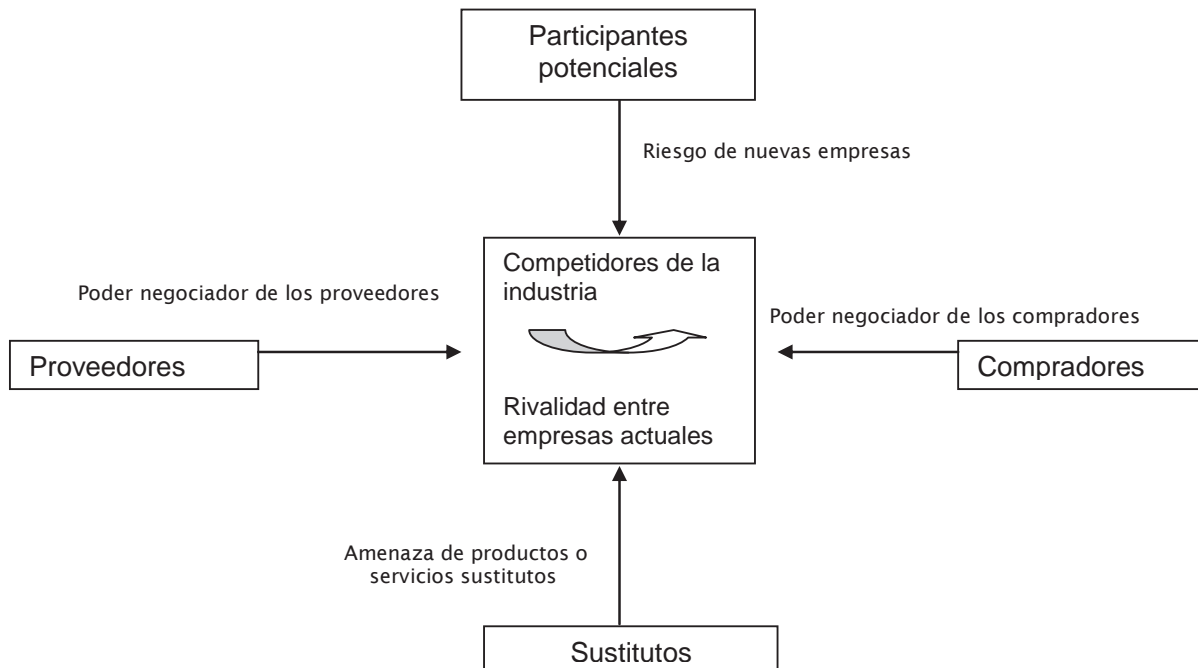 Participantes
potenciales
Riesgo de nuevas empresas
Competidores de la
industria
Poder negociador de los proveedores
Poder negociador de los compradores
Proveedores
Compradores
Rivalidad entre
empresas actuales
Amenaza de productos o
servicios sustitutos
Sustitutos